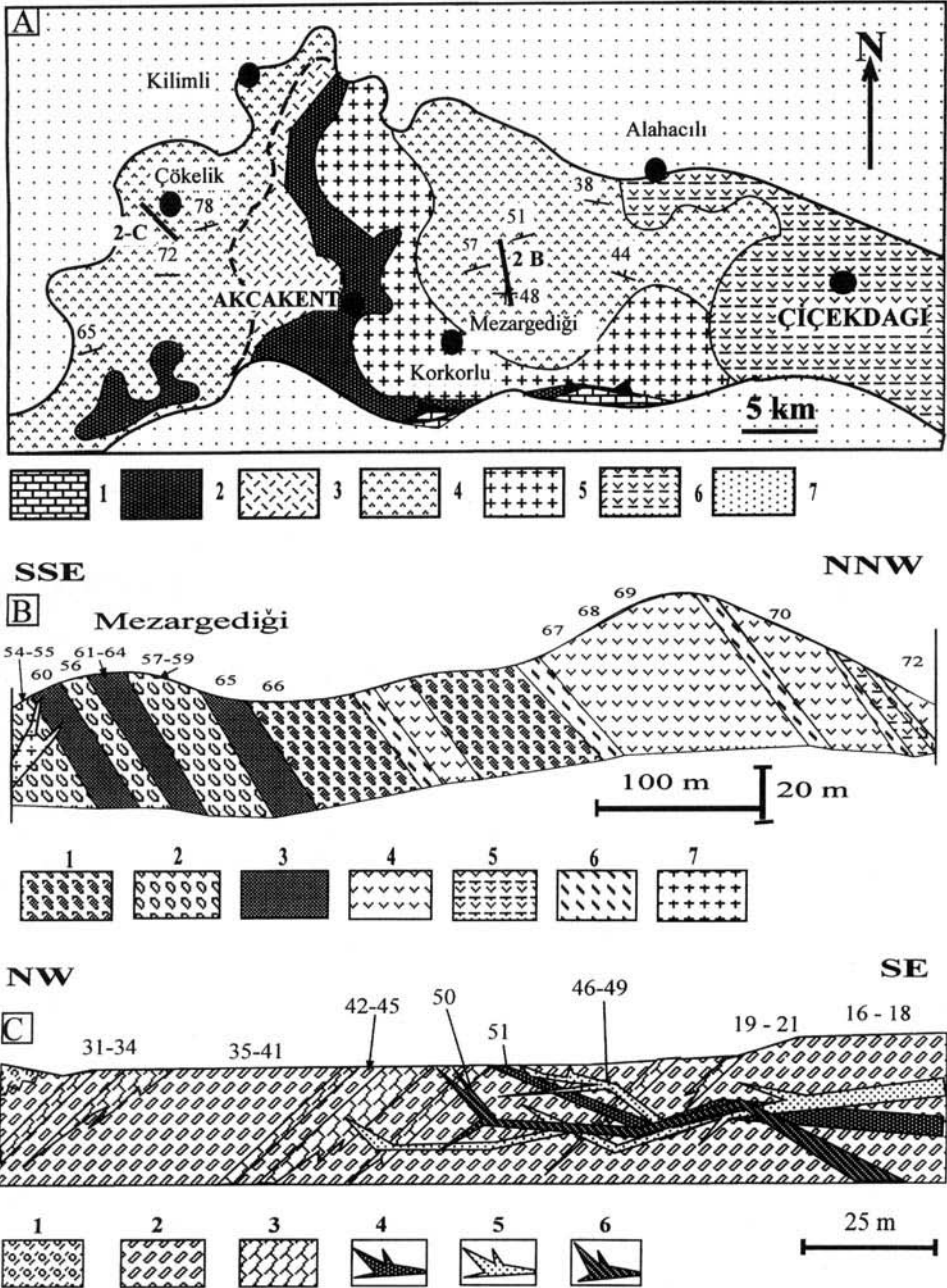 A
N
Kilimli
Alahacılı
Çökelik
78
38
51
2-C
57
2 B
72
44
AKCAKENT
48
ÇİÇEKDAGI
Mezargediği
65
Korkorlu
5 km
1 2 3 4 5 6 7
SSE NNW
B
Mezargediği
54-55 60 56 61-64 57-59 65 66 67 68 69 70 72
100 m 20 m
1 2 3 4 5 6 7
NW SE
C
31-34 35-41 42-45 50 51 46-49 19 - 21 16 - 18
1 2 3 4 5 6
25 m